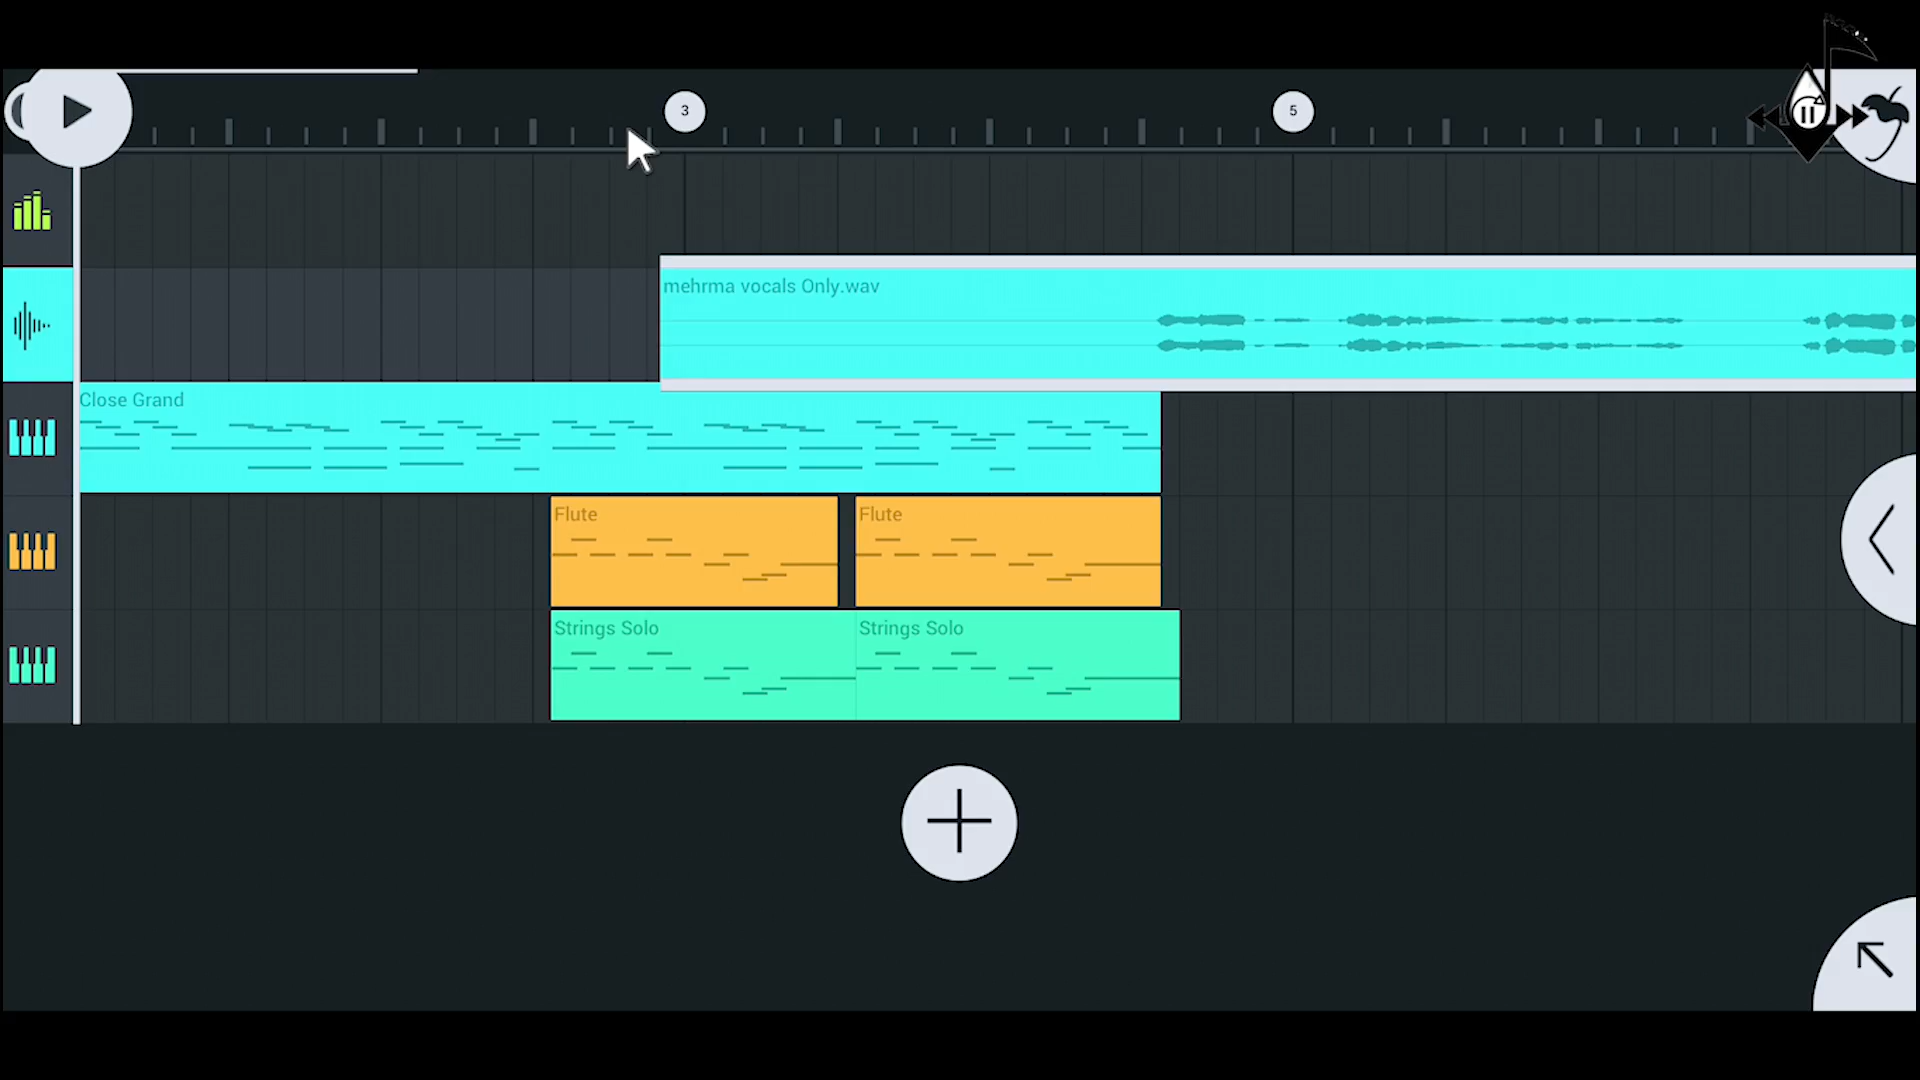 3
5
mehrma vocals Only.wav
Close Grand
Flute
Flute
Strings Solo
Strings Solo